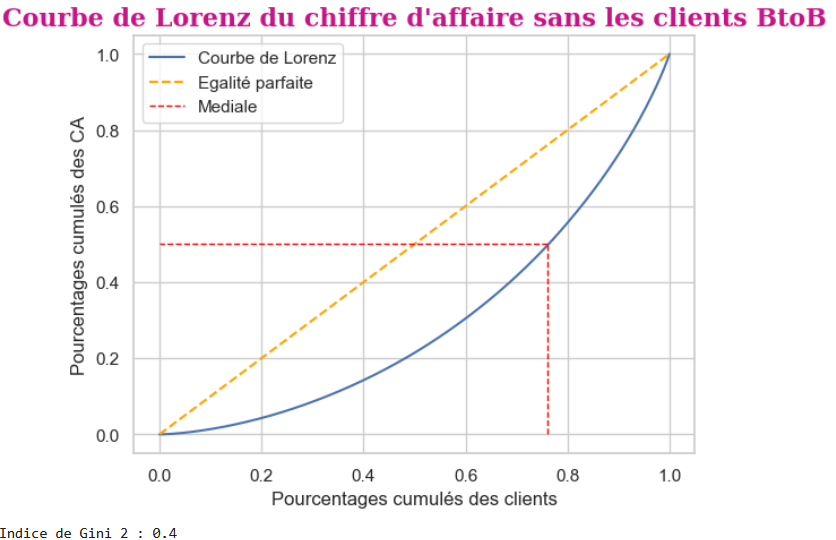 Courbe de Lorenz du chiffre d'affaire sans les clients BtoB
Courbe de Lorenz
Egalité parfaite
Mediale
Pourcentages cumulés des CA
1.0
0.8
0.6
0.4
0.2
0.0
0.0 0.2 0.4 0.6 0.8 1.0
Pourcentages cumulés des clients
Indice de Gini 2 : 0.4